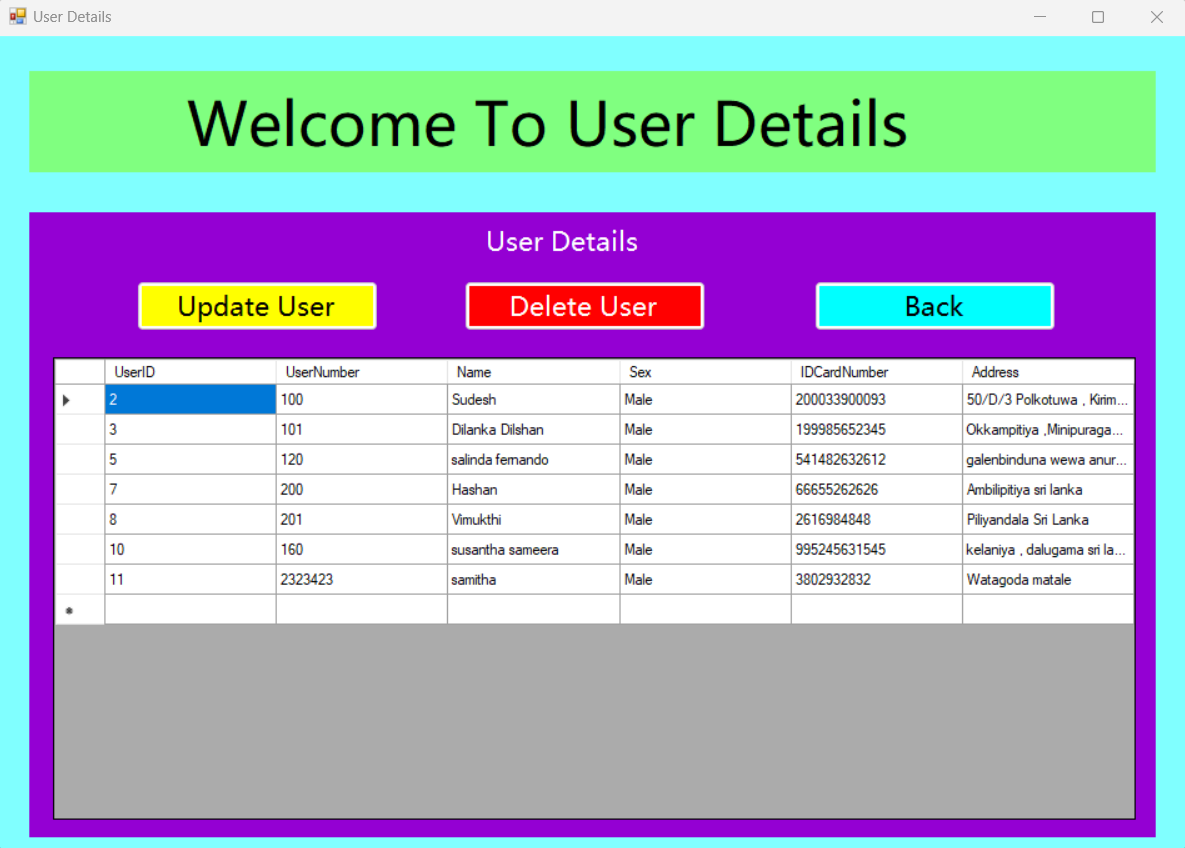 User Details
Welcome To User Details
User Details
Update User Delete User Back
UserID UserNumber Name Sex IDCardNumber Address
2 100 Sudesh Male 200033900093 50/D/3 Polkotuwa , Kirim...
3 101 Dilanka Dilshan Male 199985652345 Okkampitiya ,Minipuraga...
5 120 salinda fernando Male 541482632612 galenbinduna wewa anur...
7 200 Hashan Male 66655262626 Ambilipitiya sri lanka
8 201 Vimukthi Male 2616984848 Piliyandala Sri Lanka
10 160 susantha sameera Male 995245631545 kelaniya , dalugama sri la...
11 2323423 samitha Male 3802932832 Watagoda matale